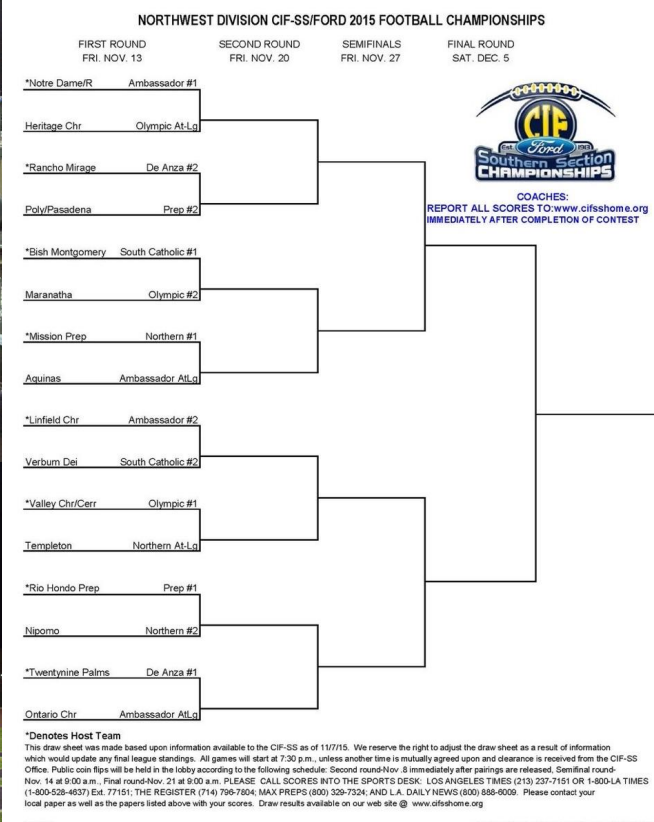 NORTHWEST DIVISION CIF-SS/FORD 2015 FOOTBALL CHAMPIONSHIPS
FIRST ROUND SECOND ROUND SEMIFINALS FINAL ROUND
FRI. NOV. 13 FRI. NOV. 20 FRI. NOV. 27 SAT. DEC. 5
*Notre Dame/R Ambassador #1
Heritage Chr Olympic At-Lg
*Rancho Mirage De Anza #2
Poly/Pasadena Prep #2
CIF
Est. Ford 1913
Southern Section
CHAMPIONSHIPS
COACHES:
REPORT ALL SCORES TO:www.cifsshome.org
IMMEDIATELY AFTER COMPLETION OF CONTEST
*Bish Montgomery South Catholic #1
Maranatha Olympic #2
*Mission Prep Northern #1
Aquinas Ambassador AtLg
*Linfield Chr Ambassador #2
Verbum Dei South Catholic #2
*Valley Chr/Cerr Olympic #1
Templeton Northern At-Lg
*Rio Hondo Prep Prep #1
Nipomo Northern #2
*Twentynine Palms De Anza #1
Ontario Chr Ambassador AtLg
*Denotes Host Team
This draw sheet was made based upon information available to the CIF-SS as of 11/7/15. We reserve the right to adjust the draw sheet as a result of information
which would update any final league standings. All games will start at 7:30 p.m., unless another time is mutually agreed upon and clearance is received from the CIF-SS
Office. Public coin flips will be held in the lobby according to the following schedule: Second round-Nov .8 immediately after pairings are released, Semifinal round-
Nov. 14 at 9:00 a.m., Final round-Nov. 21 at 9:00 a.m. PLEASE CALL SCORES INTO THE SPORTS DESK: LOS ANGELES TIMES (213) 237-7151 OR 1-800-LA TIMES
(1-800-528-4637) Ext. 77151; THE REGISTER (714) 796-7804; MAX PREPS (800) 329-7324; AND L.A. DAILY NEWS (800) 888-6009. Please contact your
local paper as well as the papers listed above with your scores. Draw results available on our web site @ www.cifsshome.org